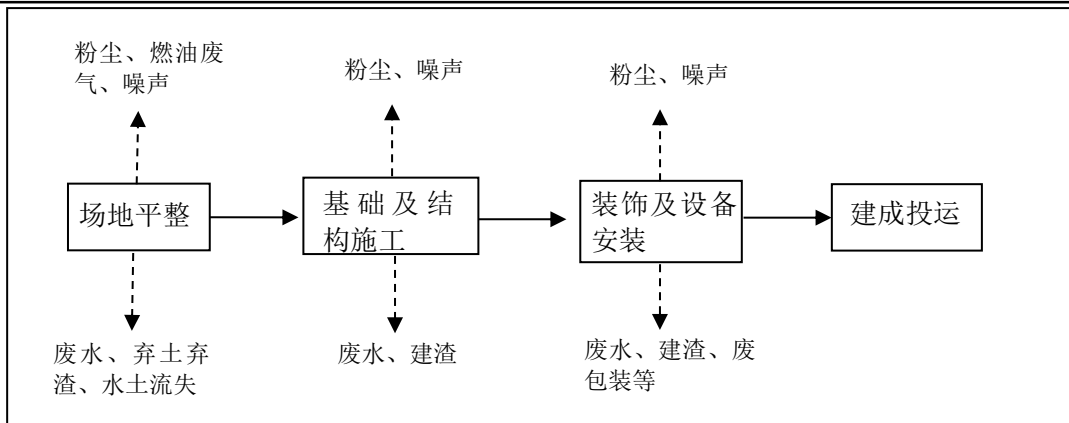 粉尘、燃油废
气、噪声
粉尘、噪声
粉尘、噪声
场地平整
基础及结
构施工
装饰及设备
安装
建成投运
废水、弃土弃
渣、水土流失
废水、建渣
废水、建渣、废
包装等